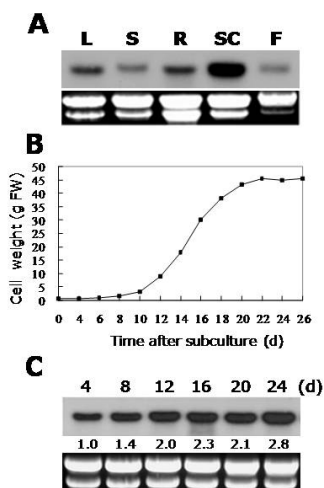 A
L S R SC F
B
50
45
40
35
30
25
20
15
10
5
0
Cell weight (g FW)
0 4 6 8 10 12 14 16 18 20 22 24 26
Time after subculture (d)
C
4 8 12 16 20 24 (d)
1.0 1.4 2.0 2.3 2.1 2.8